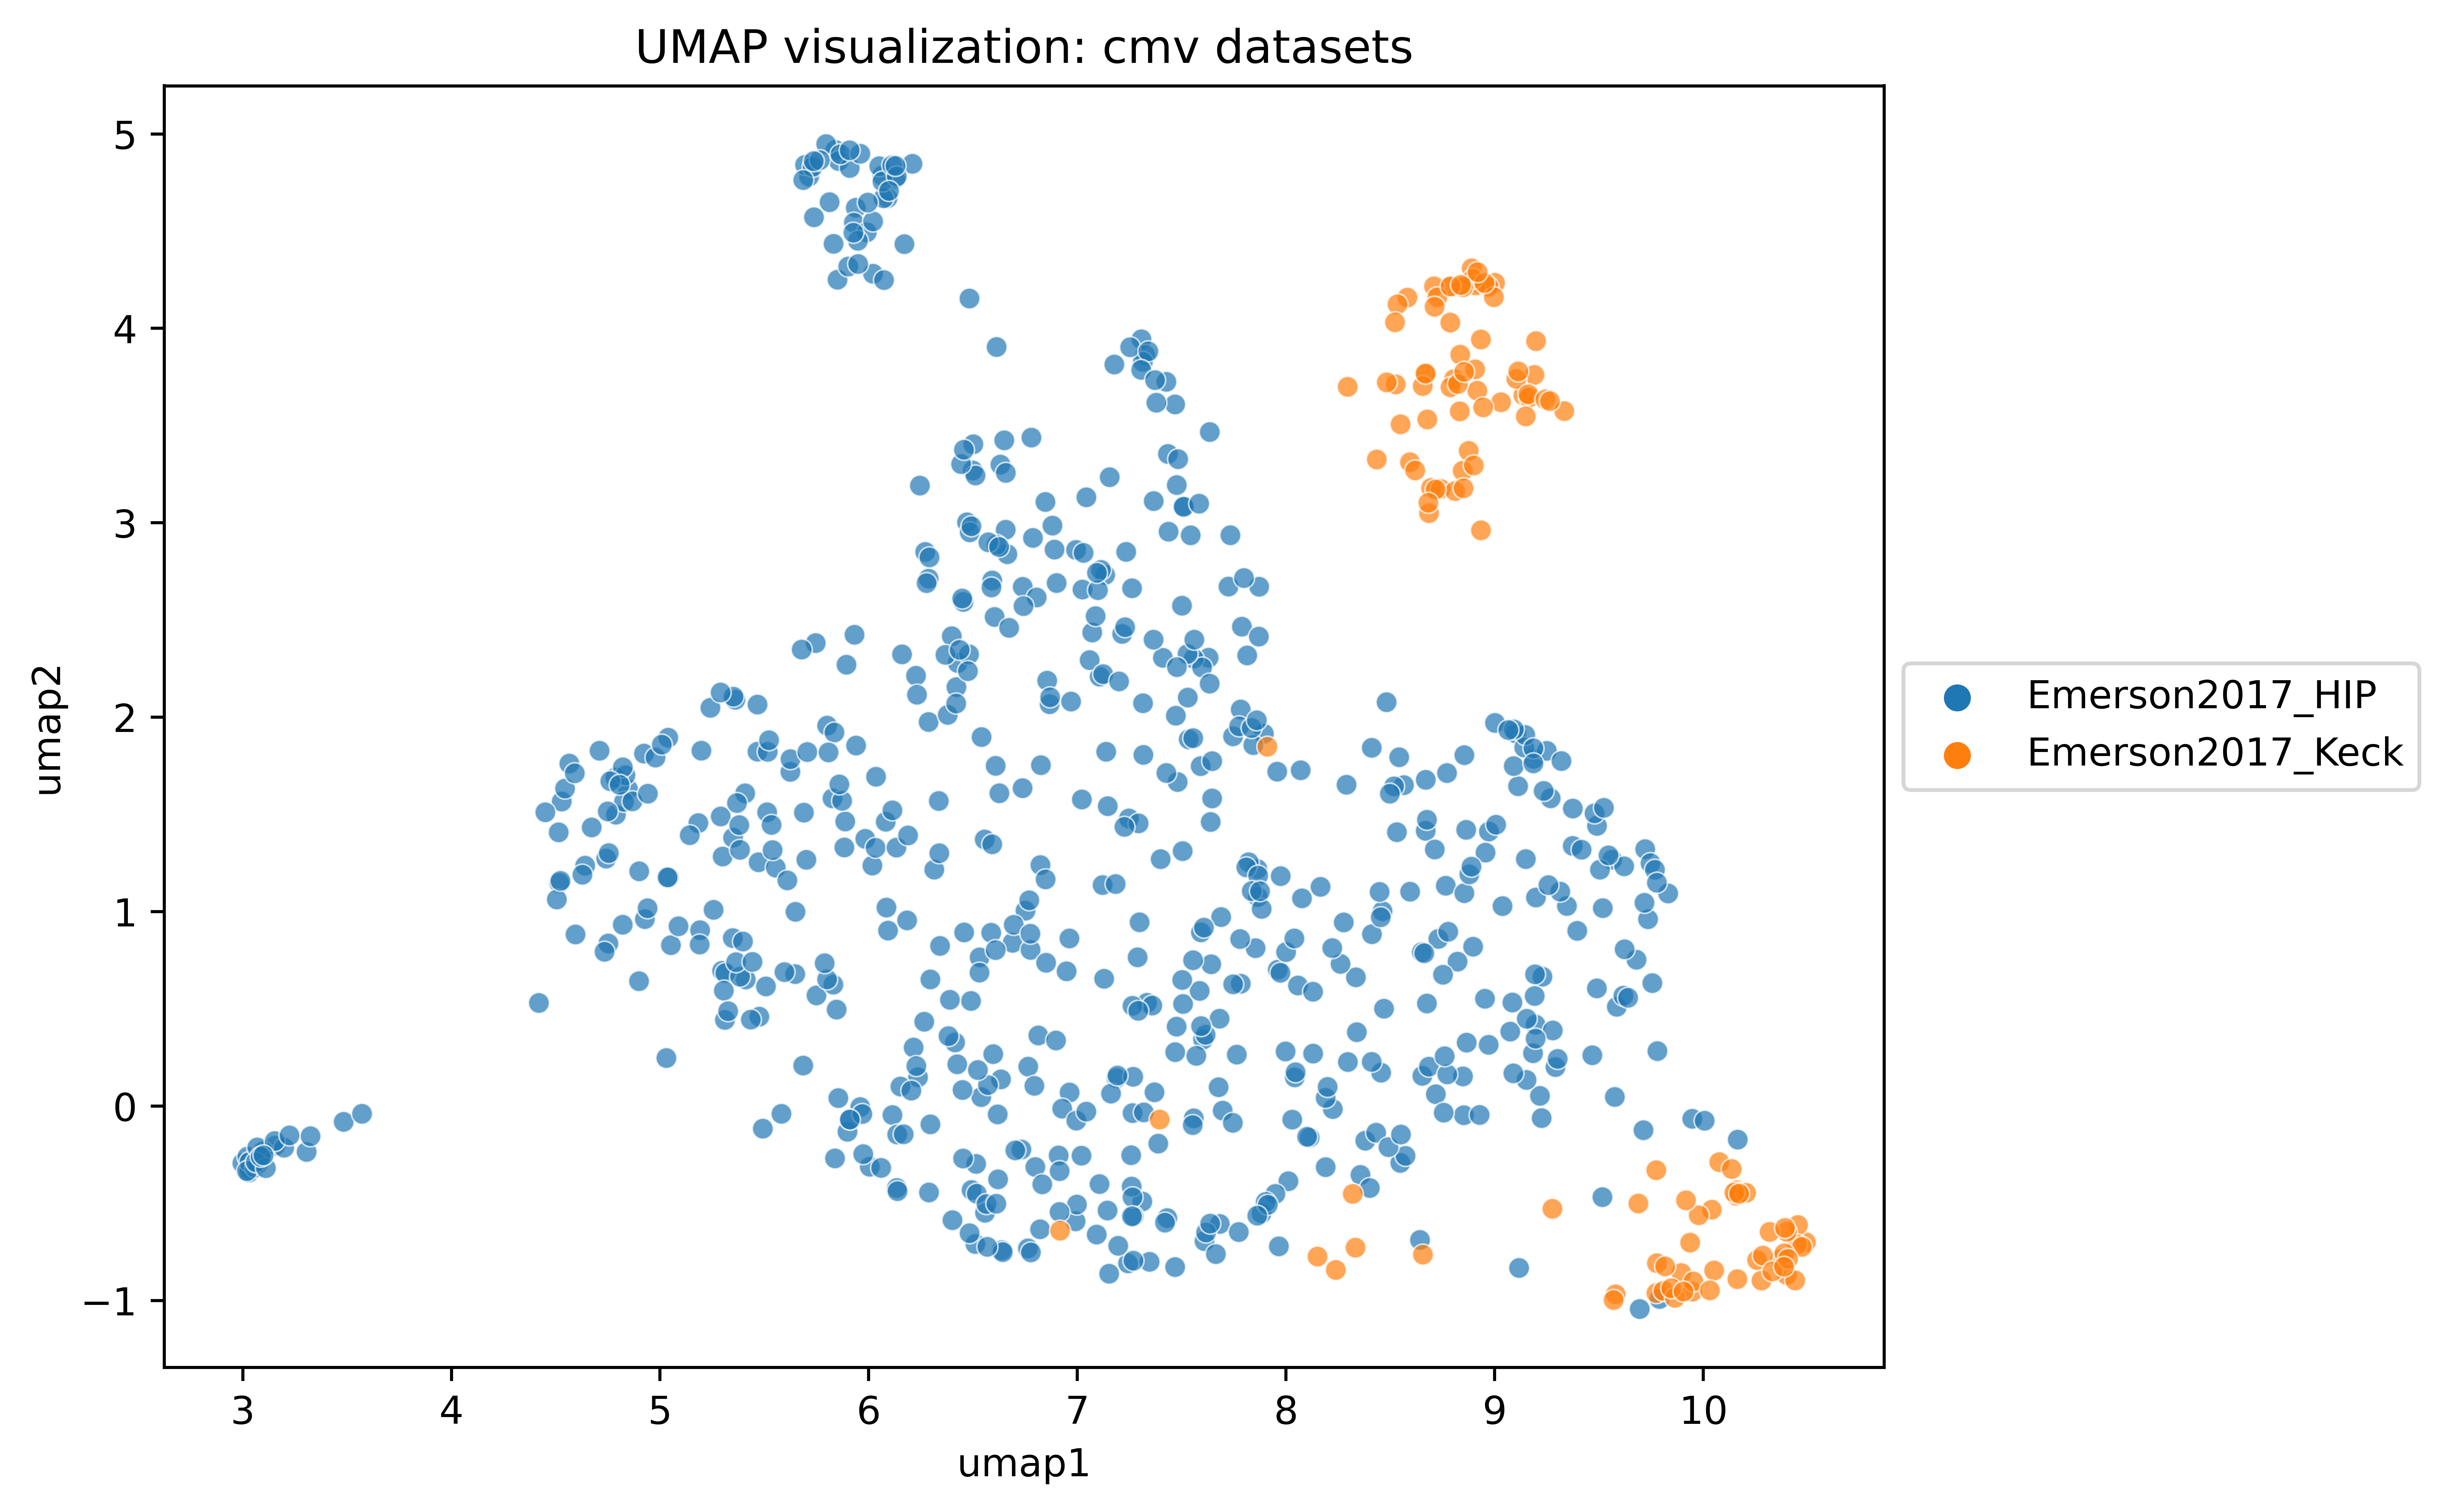 UMAP visualization: cmv datasets
5
4
3
2
1
0
−1
umap2
3 4 5 6 7 8 9 10
umap1
Emerson2017_HIP
Emerson2017_Keck